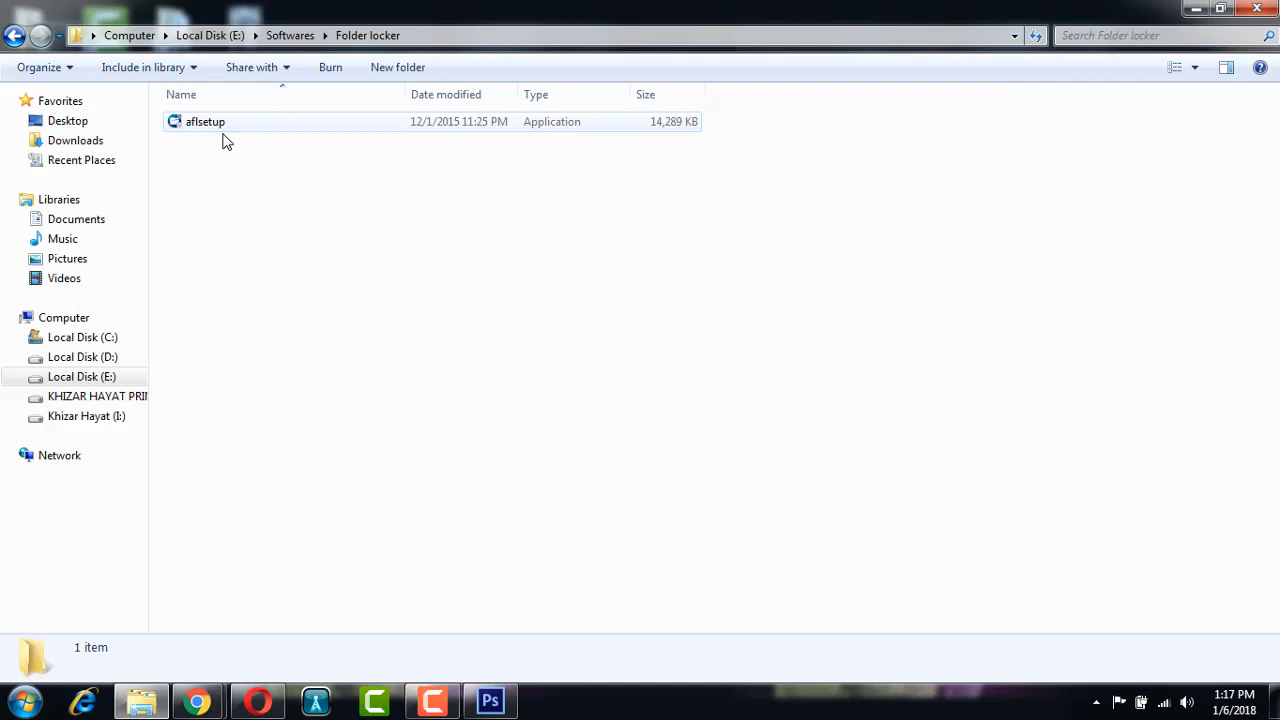 Computer Local Disk (E:) Softwares Folder locker Search Folder locker
Organize Include in library Share with Burn New folder
Name Date modified Type Size
aflsetup 12/1/2015 11:25 PM Application 14,289 KB
Favorites
Desktop
Downloads
Recent Places
Libraries
Documents
Music
Pictures
Videos
Computer
Local Disk (C:)
Local Disk (D:)
Local Disk (E:)
KHIZAR HAYAT PRI
Khizar Hayat (I:)
Network
1 item
Ps
1:17 PM
1/6/2018